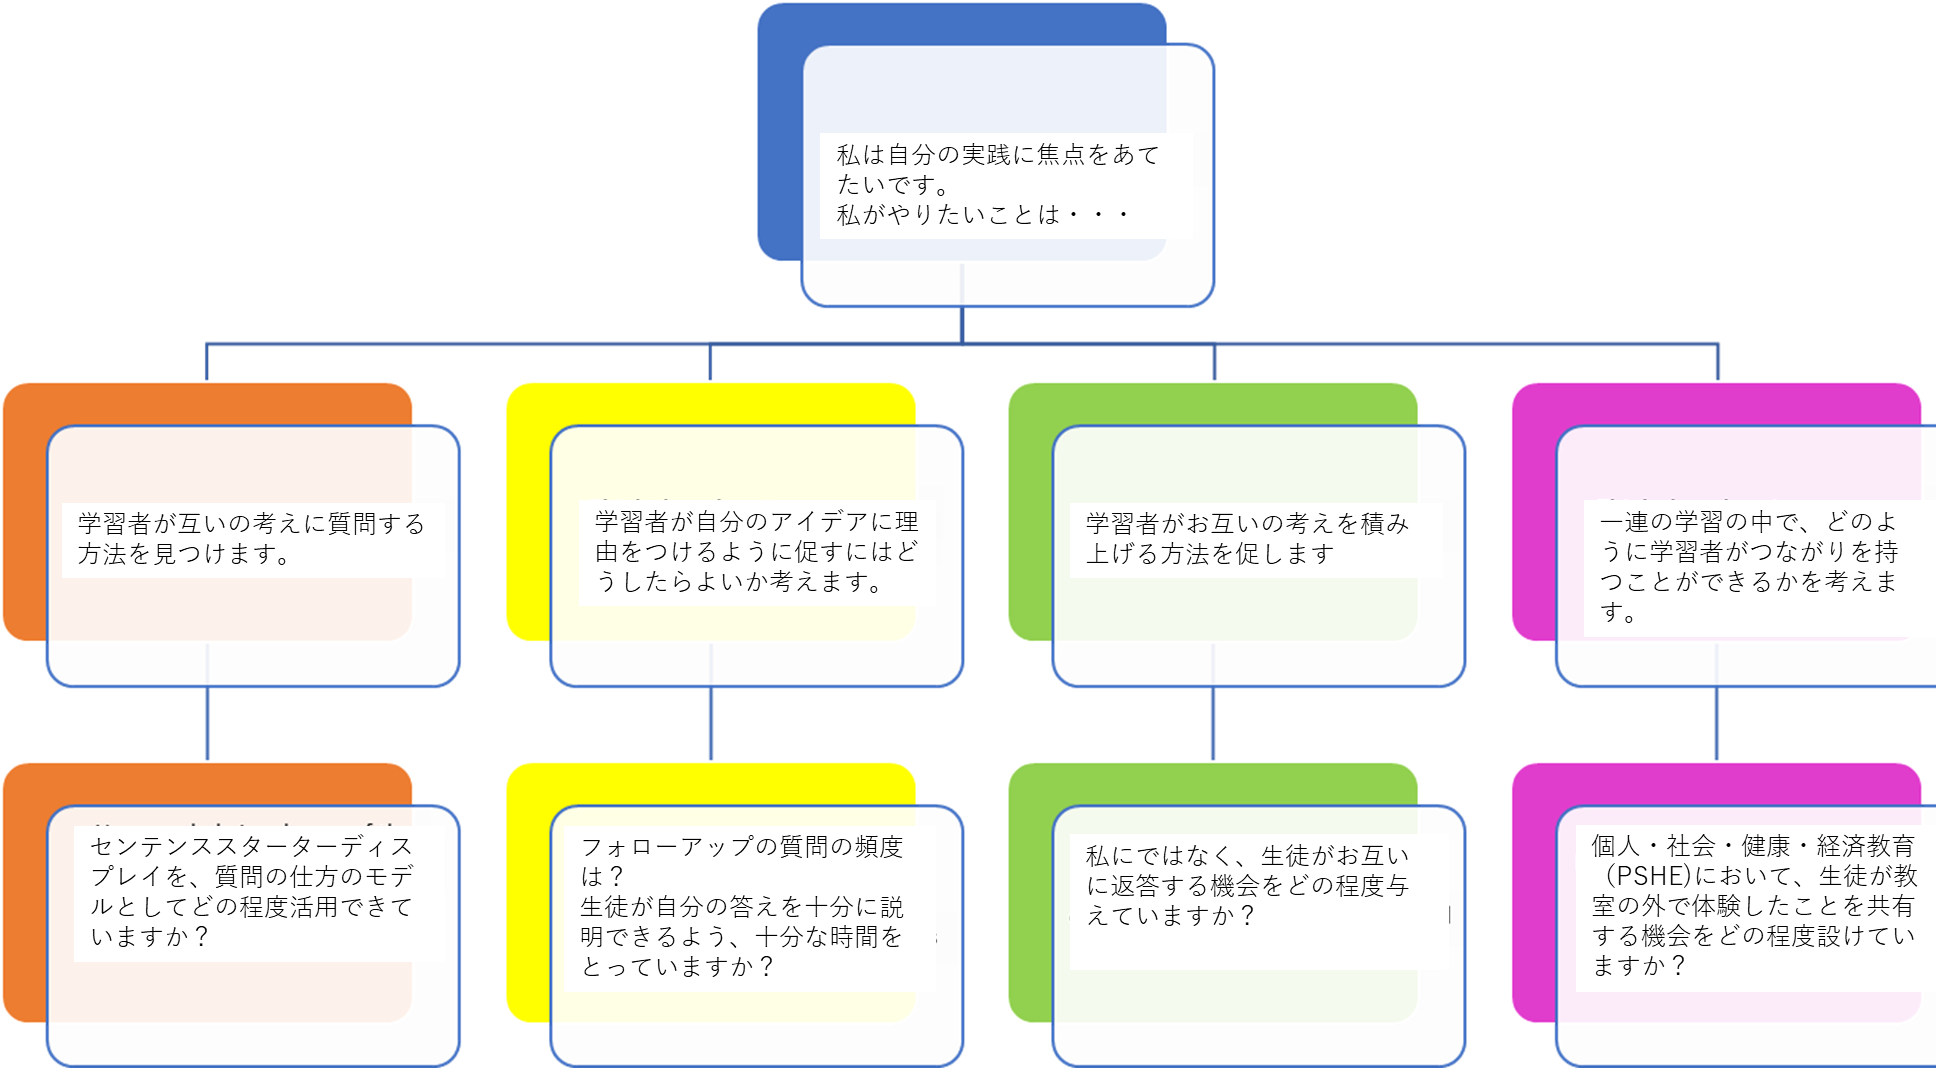 私は自分の実践に焦点をあて
たいです。
私がやりたいことは・・・
学習者が互いの考えに質問する
方法を見つけます。
学習者が自分のアイデアに理
由をつけるように促すにはど
うしたらよいか考えます。
学習者がお互いの考えを積み
上げる方法を促します
一連の学習の中で、どのよ
うに学習者がつながりを持
つことができるかを考えま
す。
センテンススターターディス
プレイを、質問の仕方のモデ
ルとしてどの程度活用できて
いますか？
フォローアップの質問の頻度
は？
生徒が自分の答えを十分に説
明できるよう、十分な時間を
とっていますか？
私にではなく、生徒がお互い
に返答する機会をどの程度与
えていますか？
個人・社会・健康・経済教育
（PSHE)において、生徒が教
室の外で体験したことを共有
する機会をどの程度設けてい
ますか？